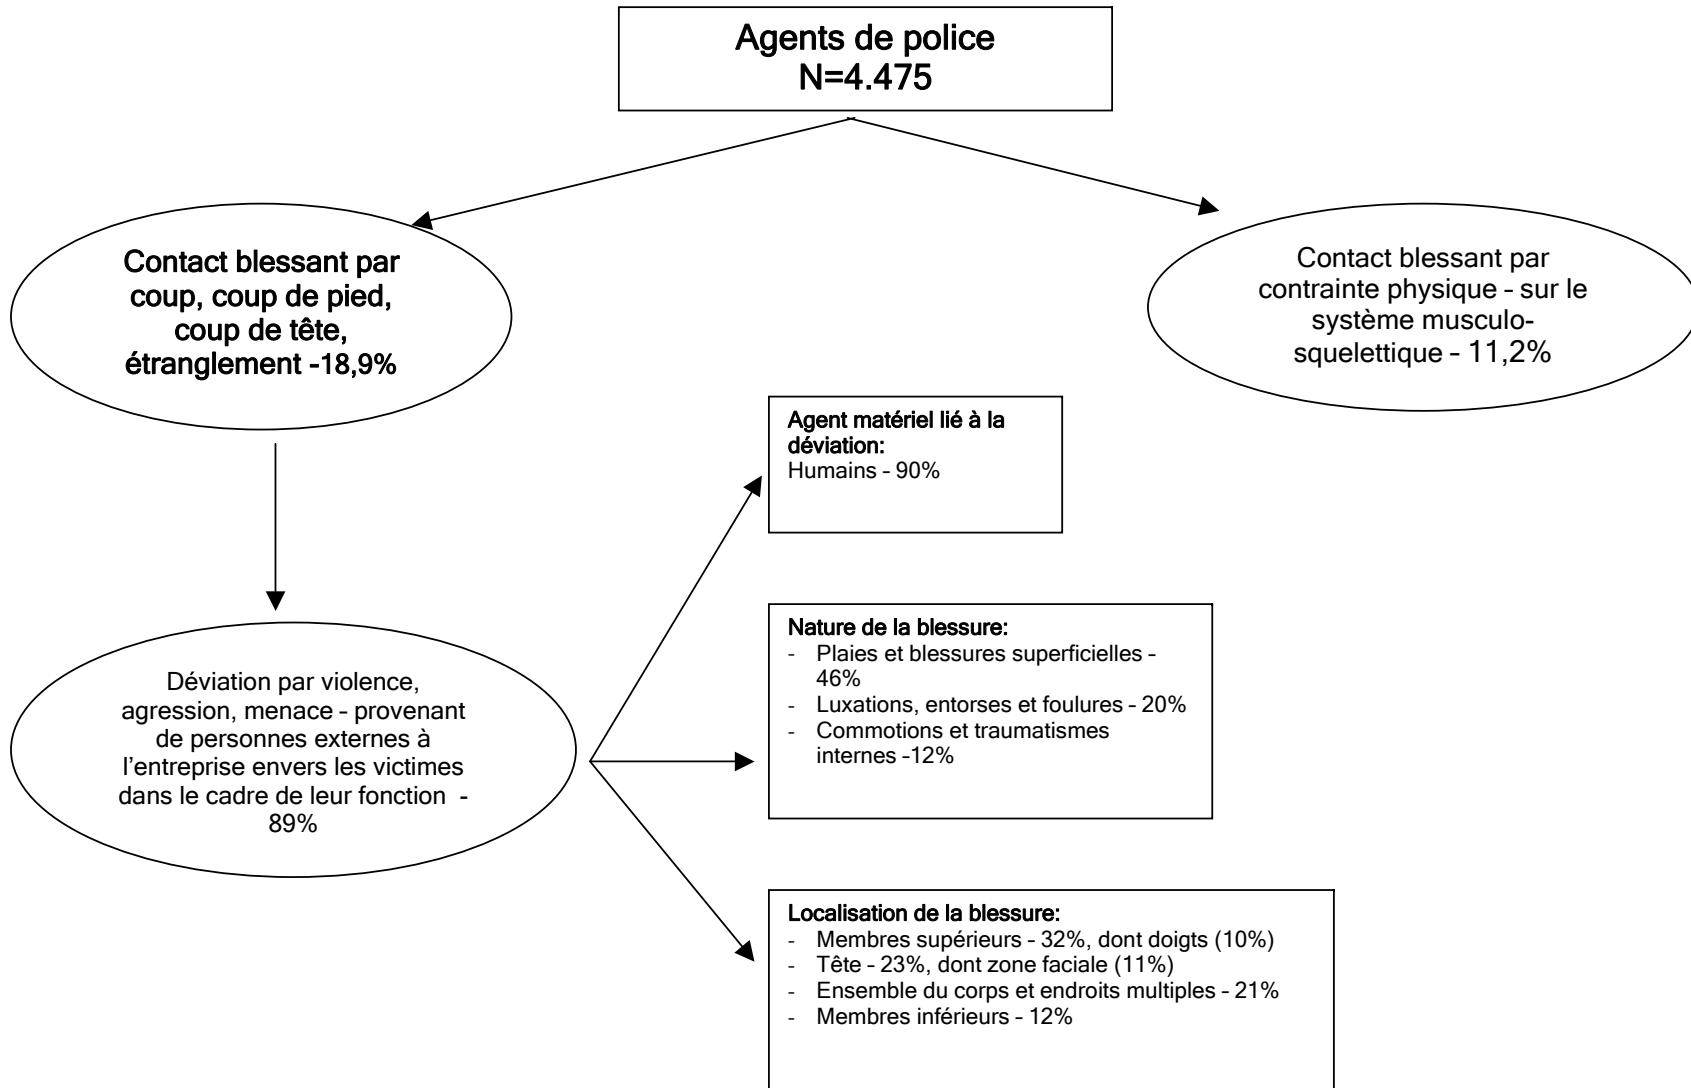 Agents de police
N=4.475
Contact blessant par
coup, coup de pied,
coup de tête,
étranglement -18,9%
Contact blessant par
contrainte physique - sur le
système musculo-
squelettique - 11,2%
Déviation par violence,
agression, menace - provenant
de personnes externes à
l'entreprise envers les victimes
dans le cadre de leur fonction -
89%
Agent matériel lié à la
déviation:
Humains - 90%
Nature de la blessure:
- Plaies et blessures superficielles -
46%
- Luxations, entorses et foulures - 20%
- Commotions et traumatismes
internes -12%
Localisation de la blessure:
- Membres supérieurs - 32%, dont doigts (10%)
- Tête - 23%, dont zone faciale (11%)
- Ensemble du corps et endroits multiples - 21%
- Membres inférieurs - 12%